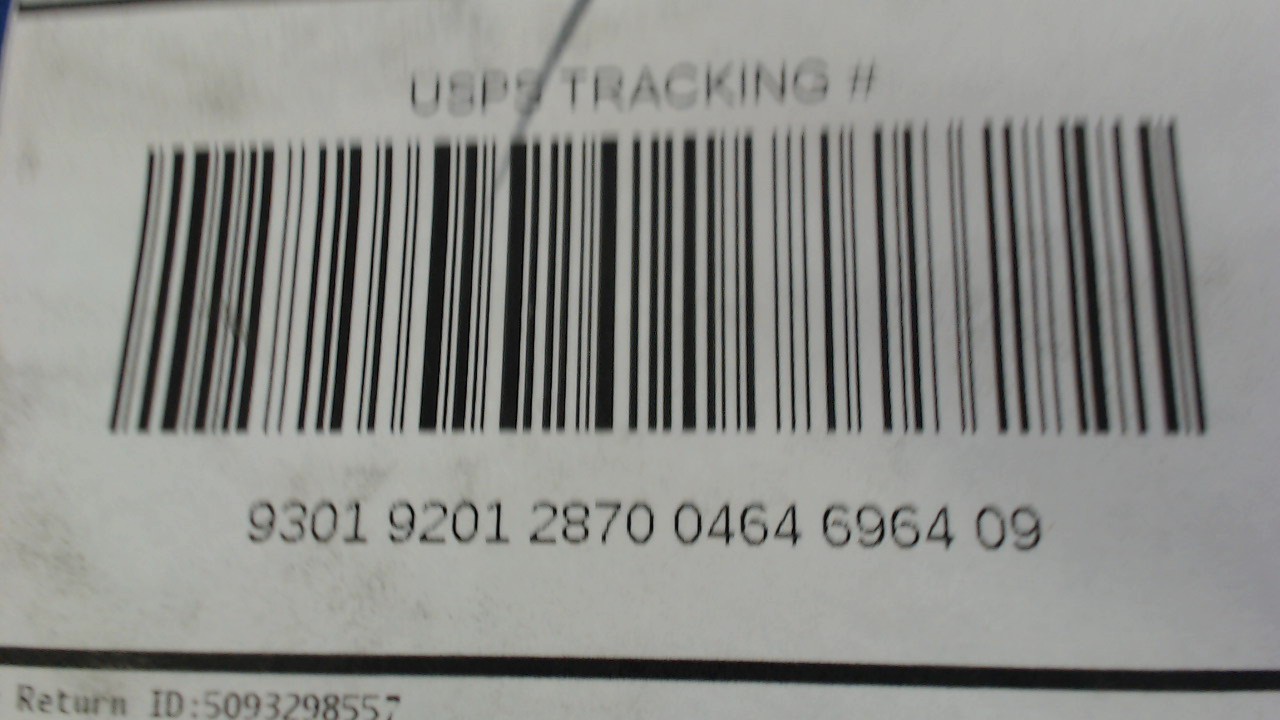 USPS TRACKING #
9301 9201 2870 0464 6964 09
Return ID:5093298557